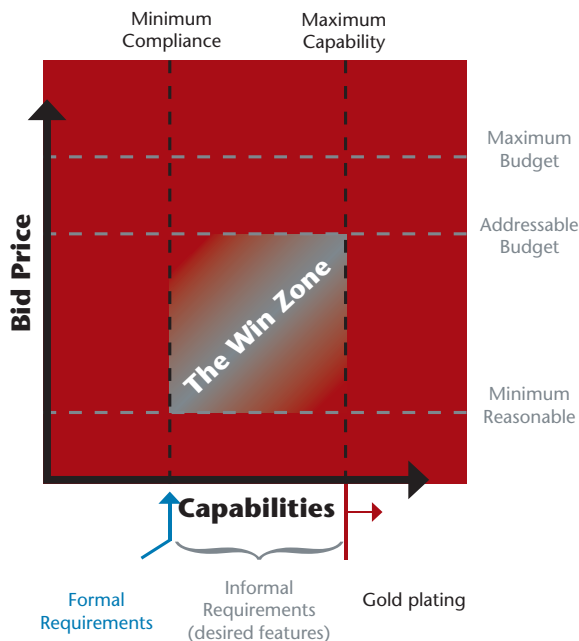 Minimum
Compliance
Maximum
Capability
Maximum
Budget
Addressable
Budget
Bid Price
The Win Zone
Minimum
Reasonable
Capabilities
Formal
Requirements
Informal
Requirements
(desired features)
Gold plating